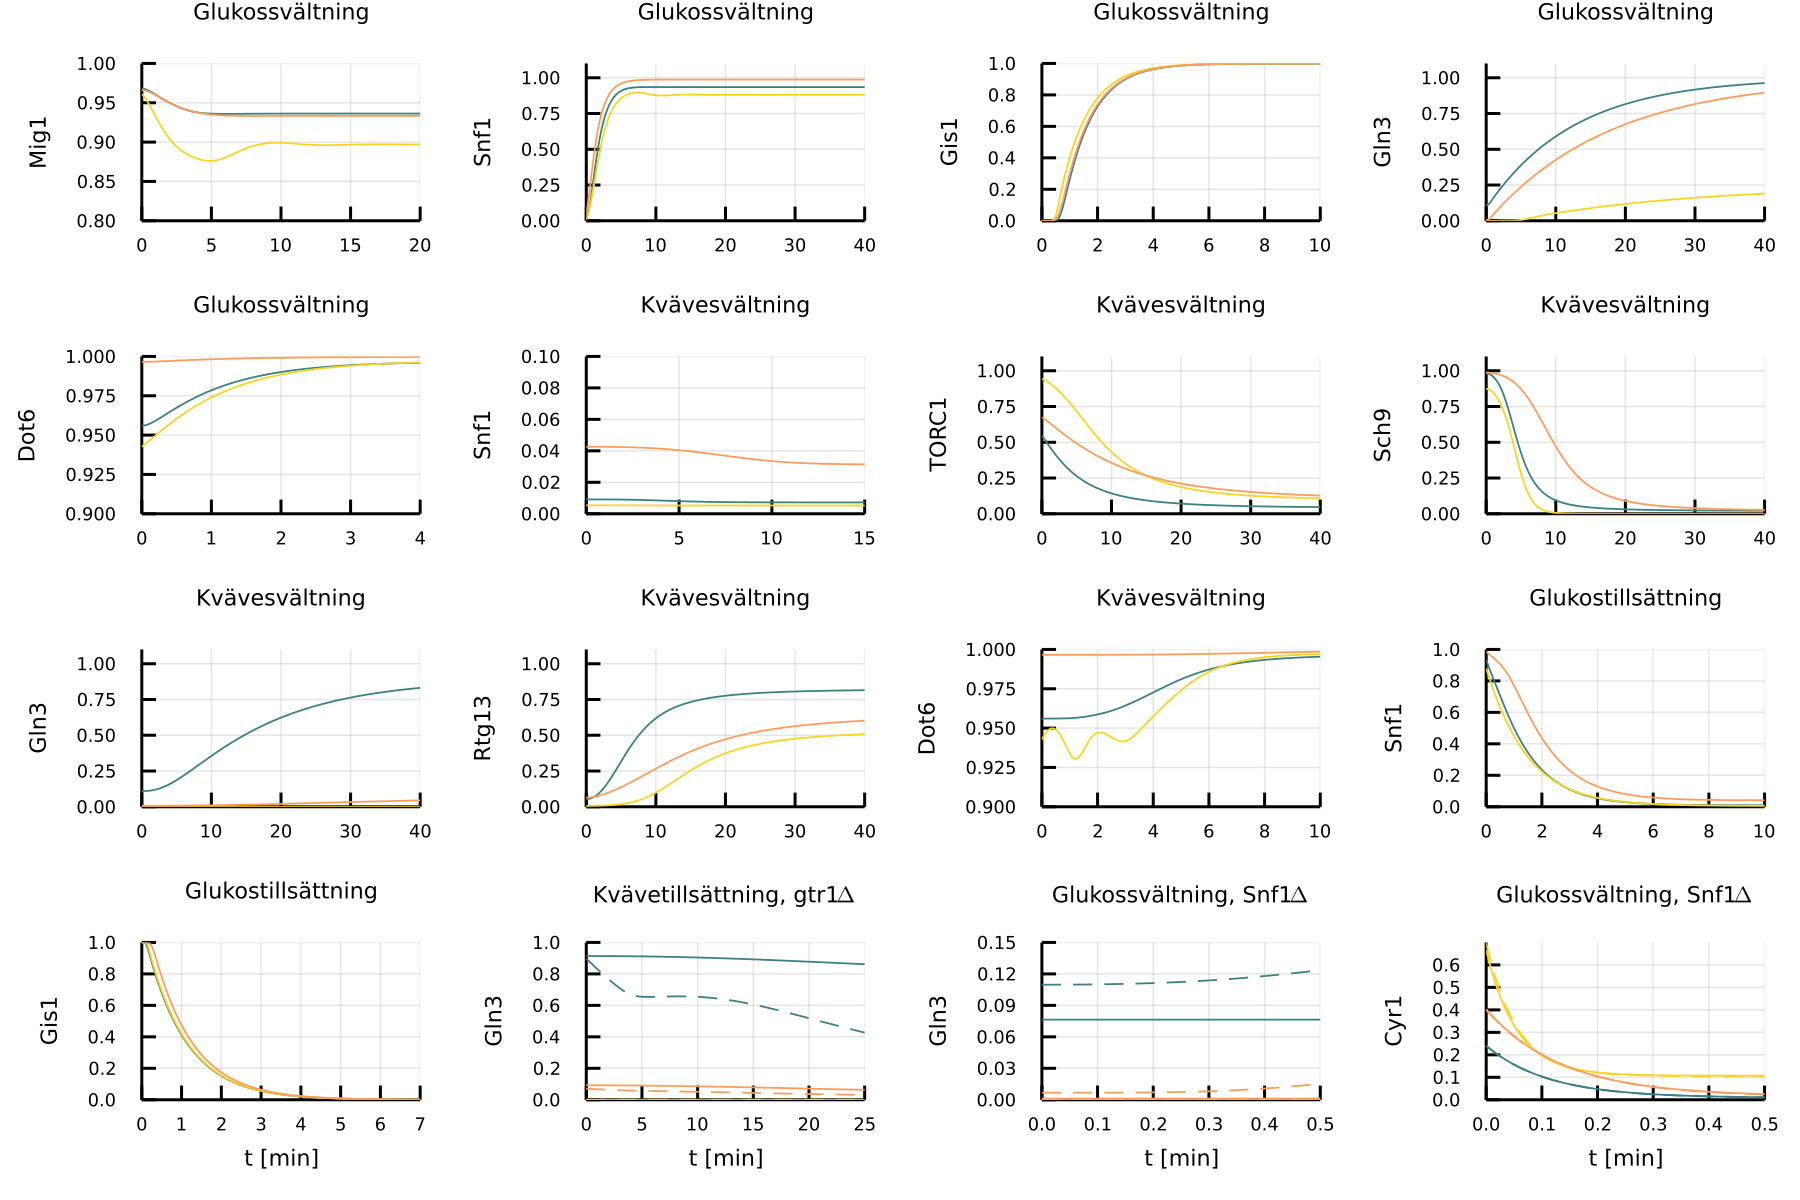 Glukossvältning Glukossvältning Glukossvältning Glukossvältning
Mig1
1.00
0.95
0.90
0.85
0.80
0 5 10 15 20
Snf1
1.00
0.75
0.50
0.25
0.00
0 10 20 30 40
Gis1
1.0
0.8
0.6
0.4
0.2
0.0
0 2 4 6 8 10
Gln3
1.00
0.75
0.50
0.25
0.00
0 10 20 30 40
Glukossvältning Kvävesvältning Kvävesvältning Kvävesvältning
Dot6
1.000
0.975
0.950
0.925
0.900
0 1 2 3 4
Snf1
0.10
0.08
0.06
0.04
0.02
0.00
0 5 10 15
TORC1
1.00
0.75
0.50
0.25
0.00
0 10 20 30 40
Sch9
1.00
0.75
0.50
0.25
0.00
0 10 20 30 40
Kvävesvältning Kvävesvältning Kvävesvältning Glukostillsättning
Gln3
1.00
0.75
0.50
0.25
0.00
0 10 20 30 40
Rtg13
1.00
0.75
0.50
0.25
0.00
0 10 20 30 40
Dot6
1.000
0.975
0.950
0.925
0.900
0 2 4 6 8 10
Snf1
1.0
0.8
0.6
0.4
0.2
0.0
0 2 4 6 8 10
Glukostillsättning Kvävetillsättning, gtr1Δ Glukossvältning, Snf1Δ Glukossvältning, Snf1Δ
Gis1
1.0
0.8
0.6
0.4
0.2
0.0
0 1 2 3 4 5 6 7
t [min]
Gln3
1.0
0.8
0.6
0.4
0.2
0.0
0 5 10 15 20 25
t [min]
Gln3
0.15
0.12
0.09
0.06
0.03
0.00
0.0 0.1 0.2 0.3 0.4 0.5
t [min]
Cyr1
0.6
0.5
0.4
0.3
0.2
0.1
0.0
0.0 0.1 0.2 0.3 0.4 0.5
t [min]